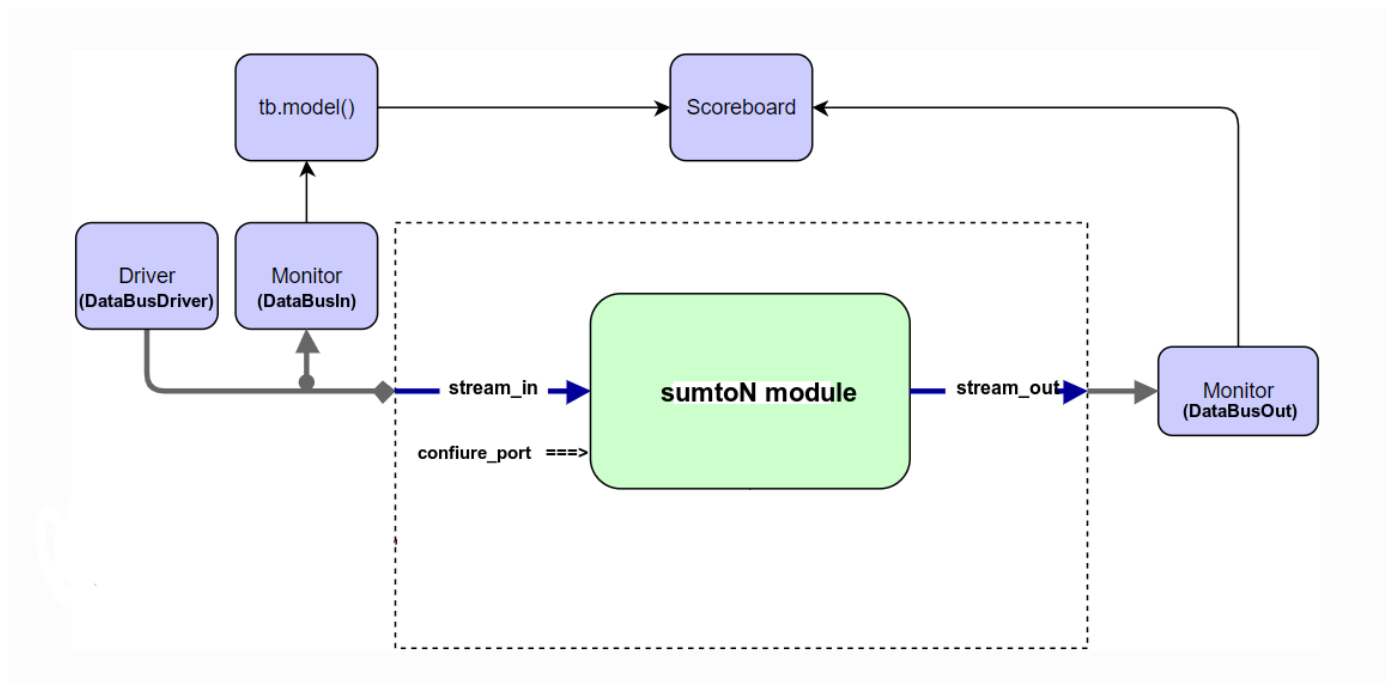 tb.model()
Scoreboard
Driver
(DataBusDriver)
Monitor
(DataBusIn)
stream_in
sumtoN module
stream_out
Monitor
(DataBusOut)
confiure_port ===>